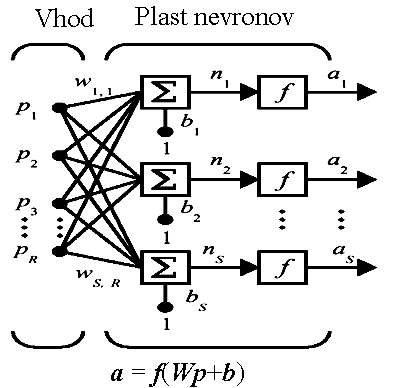 Vhod Plast nevronov
w1,1 n1 a1
p1 Σ f
b1
1
p2 n2 a2
Σ f
p3 b2
1
pR nS aS
Σ f
wS, R bS
1
a = f(Wp+b)